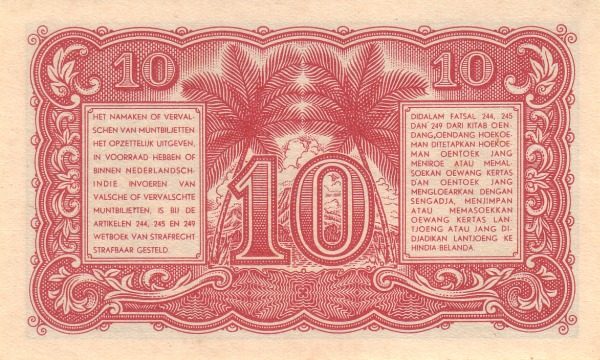 10
10
HET NAMAKEN OF VERVAL-
SCHEN VAN MUNTBILJETTEN
HET OPZETTELIJK UITGEVEN,
IN VOORRAAD HEBBEN OF
BINNEN NEDERLANDSCH-
INDIE INVOEREN VAN
VALSCHE OF VERVALSCHTE
MUNTBILJETTEN, IS BIJ DE
ARTIKELEN 244, 245 EN 249
WETBOEK VAN STRAFRECHT
STRAFBAAR GESTELD.
10
DIDALAM FATSAL 244, 245
DAN 249 DARI KITAB OEN-
DANG,OENDANG HOEKOE-
MAN DITETAPKAN HOEKOE-
MAN OENTOEK JANG
MENIROE ATAU MEMAL-
SOEKAN OEWANG KERTAS
DAN OENTOEK JANG
MENGLOEARKAN DENGAN
SENGADJA, MENJIMPAN
ATAU MEMASOEKKAN
OEWANG KERTAS LAN-
TJOENG ATAU JANG DI-
DJADIKAN LANTJOENG KE
HINDIA BELANDA.